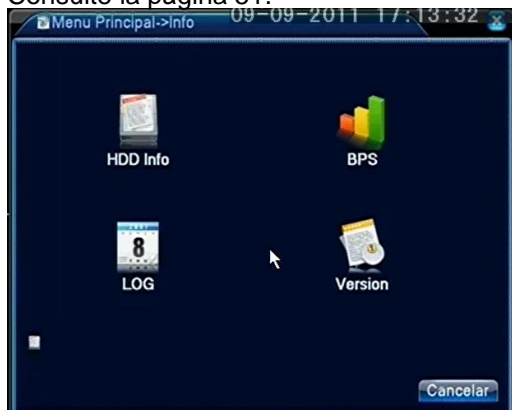 Consulte la página 61.
Menu Principal->Info
09-09-2011 17:13:32
HDD Info
BPS
8
LOG
Version
Cancelar